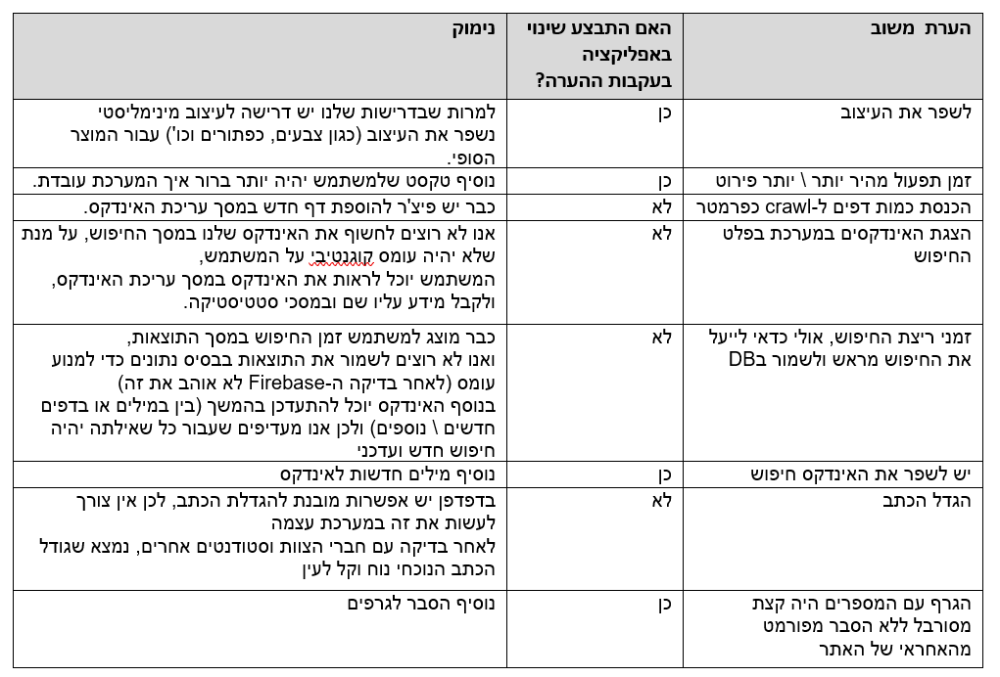 הערת משוב
האם התבצע שינוי
באפליקציה
בעקבות ההערה?
נימוק
לשפר את העיצוב
כן
למרות שבדרישות שלנו יש דרישה לעיצוב מינימליסטי
נשפר את העיצוב (כגון צבעים, כפתורים וכו') עבור המוצר
הסופי.
זמן תפעול מהיר יותר \ יותר פירוט
כן
נוסיף טקסט שלמשתמש יהיה יותר ברור איך המערכת עובדת.
הכנסת כמות דפים ל-crawl כפרמטר
לא
כבר יש פיצ'ר להוספת דף חדש במסך עריכת האינדקס.
הצגת האינדקסים במערכת בפלט
החיפוש
לא
אנו לא רוצים לחשוף את האינדקס שלנו במסך החיפוש, על מנת
שלא יהיה עומס קוגנטיבי על המשתמש,
המשתמש יוכל לראות את האינדקס במסך עריכת האינדקס,
ולקבל מידע עליו שם ובמסכי סטטיסטיקה.
זמני ריצת החיפוש, אולי כדאי לייעל
את החיפוש מראש ולשמור בDB
לא
כבר מוצג למשתמש זמן החיפוש במסך התוצאות,
ואנו לא רוצים לשמור את התוצאות בבסיס נתונים כדי למנוע
עומס (לאחר בדיקה ה-Firebase לא אוהב את זה)
בנוסף האינדקס יוכל להתעדכן בהמשך (בין במילים או בדפים
חדשים \ נוספים) ולכן אנו מעדיפים שעבור כל שאילתה יהיה
חיפוש חדש ועדכני
יש לשפר את האינדקס חיפוש
כן
נוסיף מילים חדשות לאינדקס
הגדל הכתב
לא
בדפדפן יש אפשרות מובנת להגדלת הכתב, לכן אין צורך
לעשות את זה במערכת עצמה
לאחר בדיקה עם חברי הצוות וסטודנטים אחרים, נמצא שגודל
הכתב הנוכחי נוח וקל לעין
הגרף עם המספרים היה קצת
מסורבל ללא הסבר מפורמט
מהאחראי של האתר
כן
נוסיף הסבר לגרפים